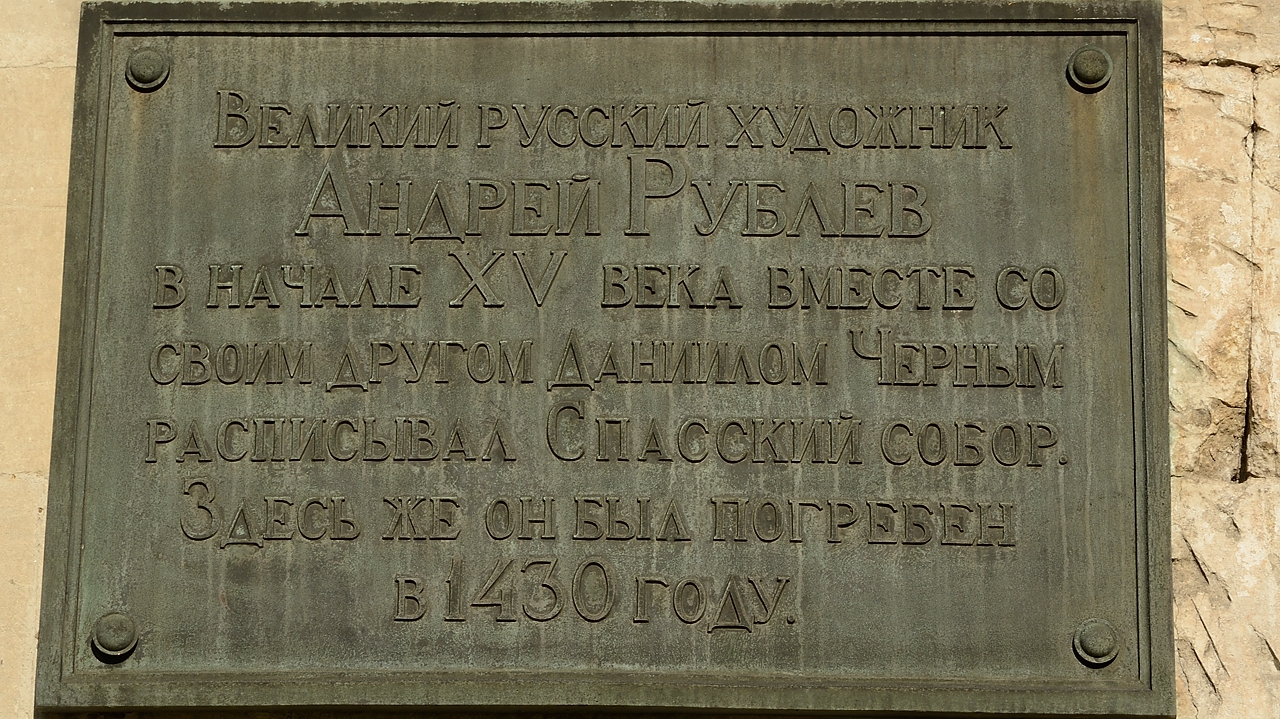 Великий русский художник
Андрей Рублев
в начале XV века вместе со
своим другом Даниилом Черным
расписывал Спасский собор.
Здесь же он был погребен
в 1430 году.